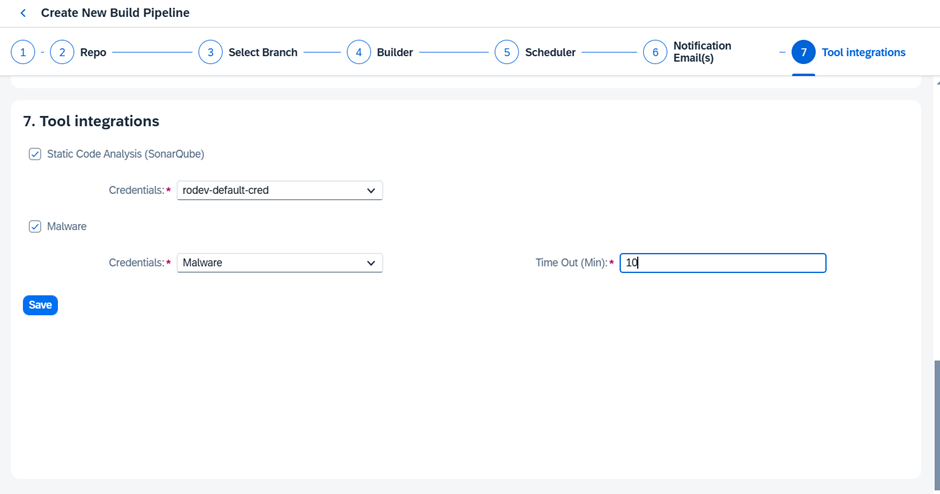 Create New Build Pipeline
1 - 2 Repo 3 Select Branch 4 Builder 5 Scheduler 6 Notification Email(s) 7 Tool integrations
7. Tool integrations
Static Code Analysis (SonarQube)
Credentials:* rodev-default-cred
Malware
Credentials:* Malware Time Out (Min):* 10
Save